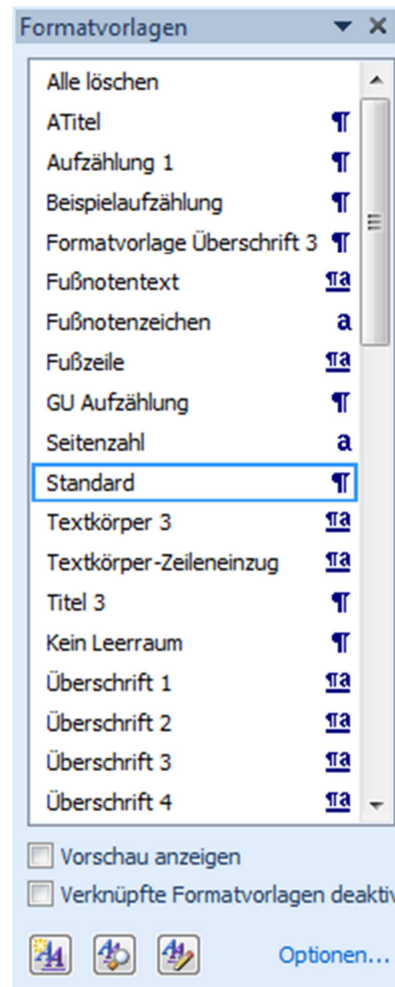 Formatvorlagen
Alle löschen
ATitel ¶
Aufzählung 1 ¶
Beispielaufzählung ¶
Formatvorlage Überschrift 3 ¶
Fußnotentext ¶a
Fußnotenzeichen a
Fußzeile ¶a
GU Aufzählung ¶
Seitenzahl a
Standard ¶
Textkörper 3 ¶a
Textkörper-Zeileneinzug ¶a
Titel 3 ¶
Kein Leerraum ¶
Überschrift 1 ¶a
Überschrift 2 ¶a
Überschrift 3 ¶a
Überschrift 4 ¶a
Vorschau anzeigen
Verknüpfte Formatvorlagen deaktiv
Optionen...